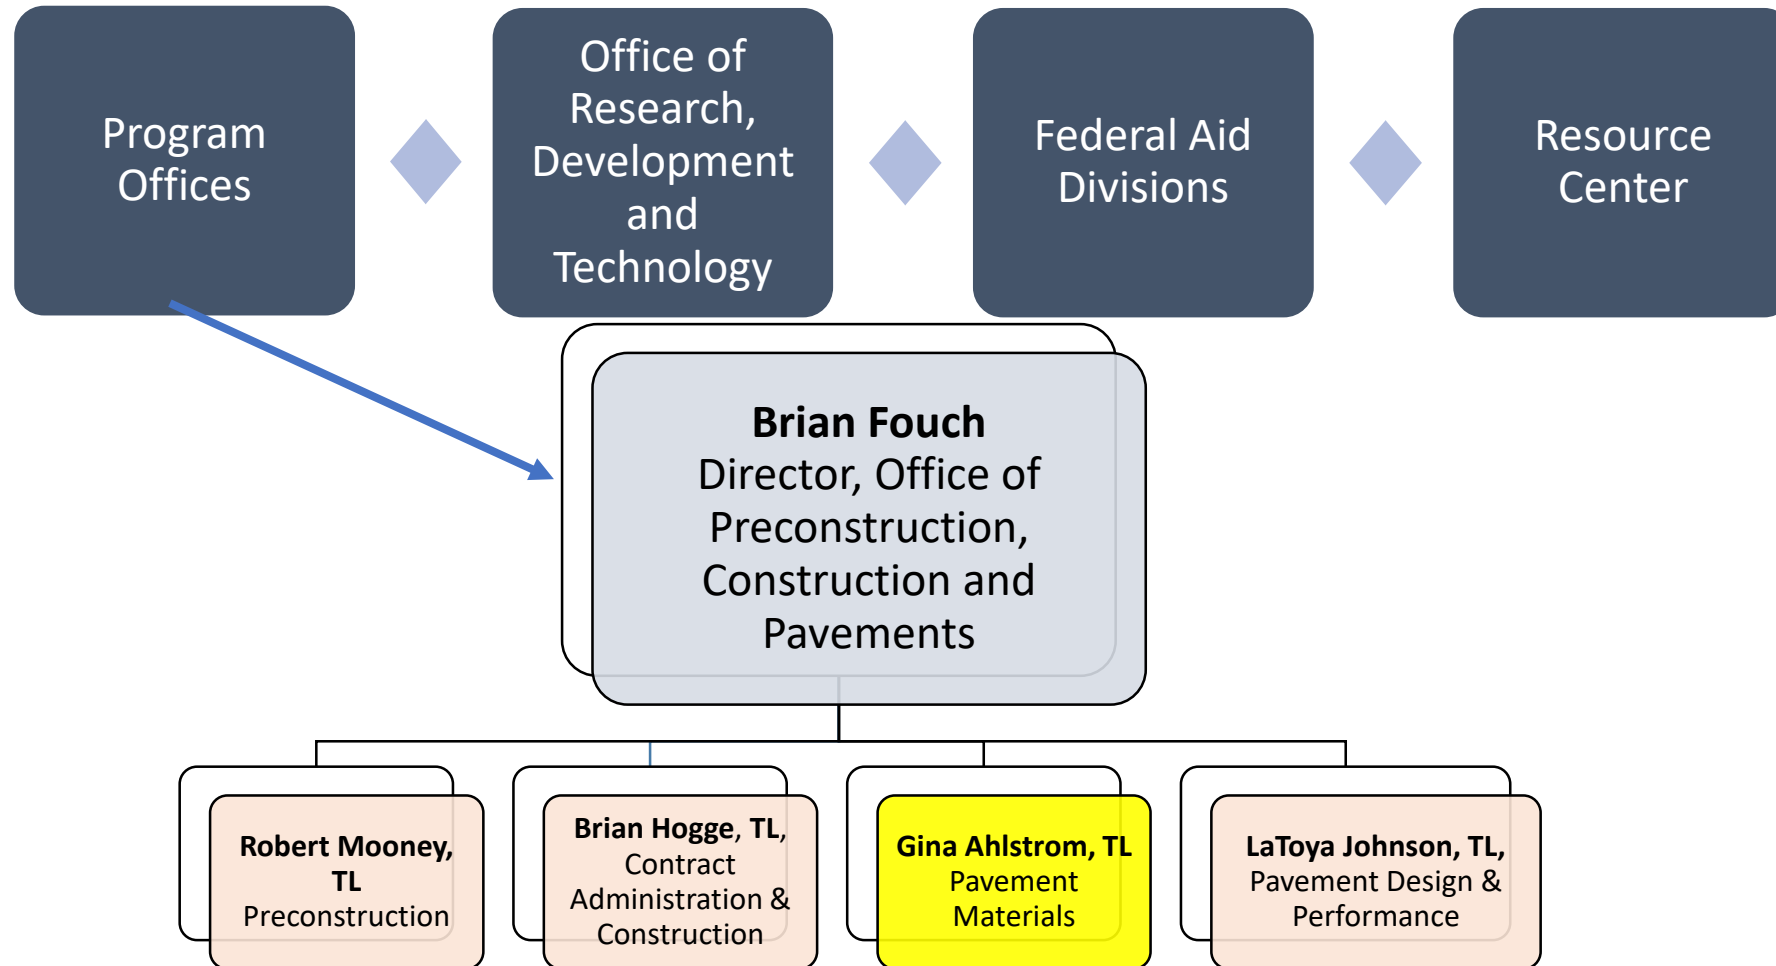 Program
Offices
Office of
Research,
Development
and
Technology
Federal Aid
Divisions
Resource
Center
Brian Fouch
Director, Office of
Preconstruction,
Construction and
Pavements
Robert Mooney,
TL
Preconstruction
Brian Hogge, TL,
Contract
Administration &
Construction
Gina Ahlstrom, TL
Pavement
Materials
LaToya Johnson, TL,
Pavement Design &
Performance